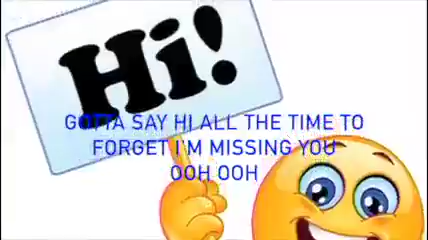 Hi!
GOTTA SAY HI ALL THE TIME TO
FORGET I'M MISSING YOU
OOH OOH